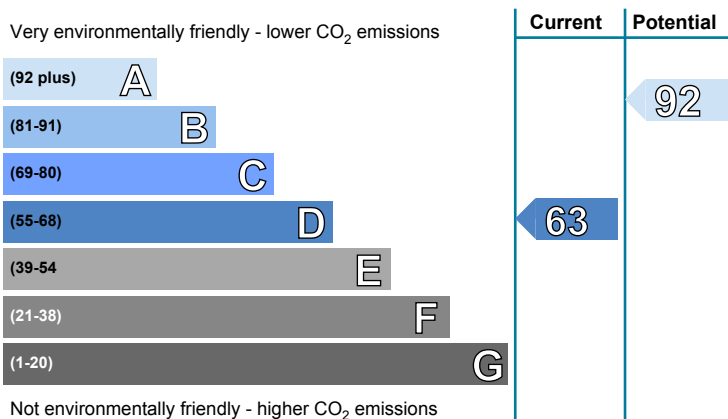 Current Potential
Very environmentally friendly - lower CO2 emissions
(92 plus) A
92
(81-91) B
(69-80) C
(55-68) D
63
(39-54 E
(21-38) F
(1-20) G
Not environmentally friendly - higher CO2 emissions